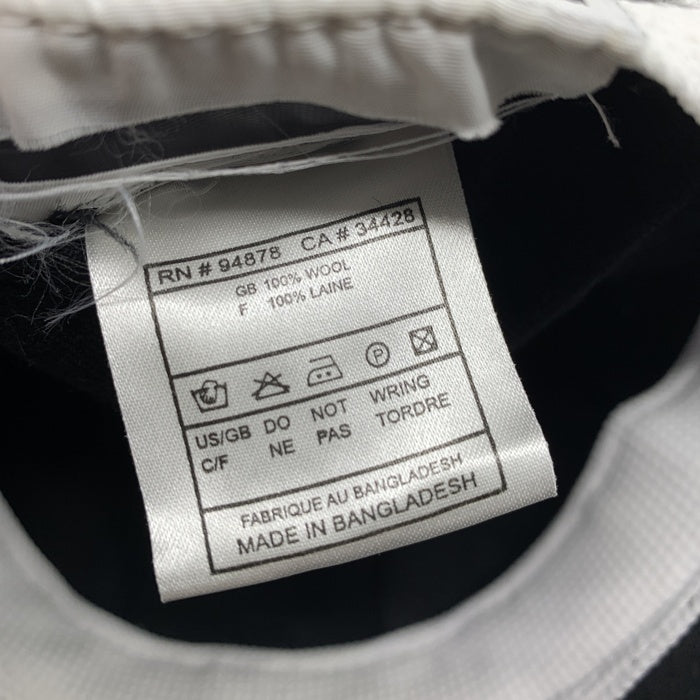 RN # 94878 CA # 34428
GB 100% WOOL
F 100% LAINE
P
US/GB DO NOT WRING
C/F NE PAS TORDRE
FABRIQUE AU BANGLADESH
MADE IN BANGLADESH